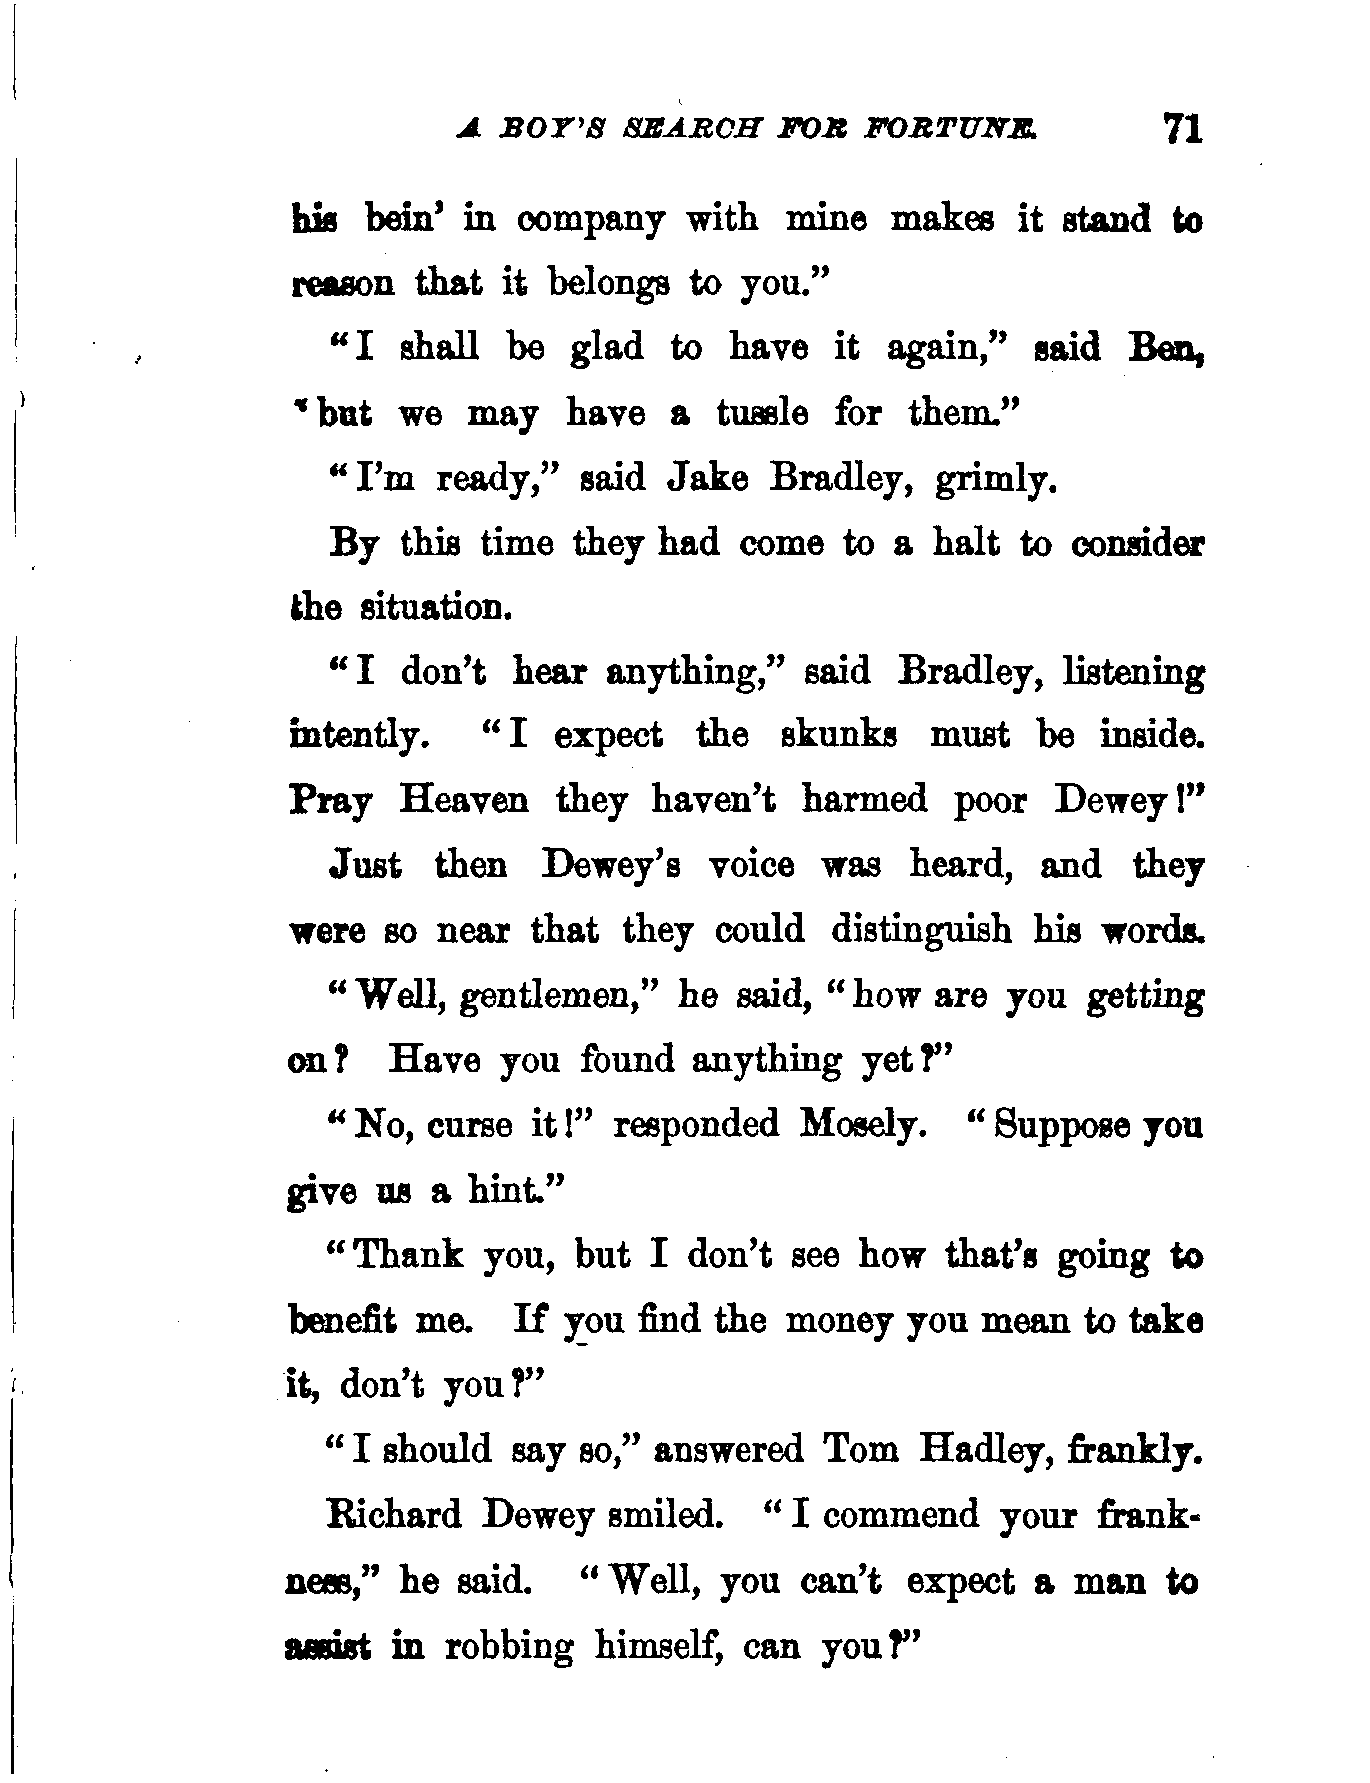 A BOY'S SEARCH FOR FORTUNE. 71
his bein' in company with mine makes it stand to
reason that it belongs to you."
"I shall be glad to have it again," said Ben,
"but we may have a tussle for them."
"I'm ready," said Jake Bradley, grimly.
By this time they had come to a halt to consider
the situation.
"I don't hear anything," said Bradley, listening
intently. "I expect the skunks must be inside.
Pray Heaven they haven't harmed poor Dewey!"
Just then Dewey's voice was heard, and they
were so near that they could distinguish his words.
"Well, gentlemen," he said, "how are you getting
on? Have you found anything yet?"
"No, curse it!" responded Mosely. "Suppose you
give us a hint."
"Thank you, but I don't see how that's going to
benefit me. If you find the money you mean to take
it, don't you?"
"I should say so," answered Tom Hadley, frankly.
Richard Dewey smiled. "I commend your frank-
ness," he said. "Well, you can't expect a man to
assist in robbing himself, can you?"